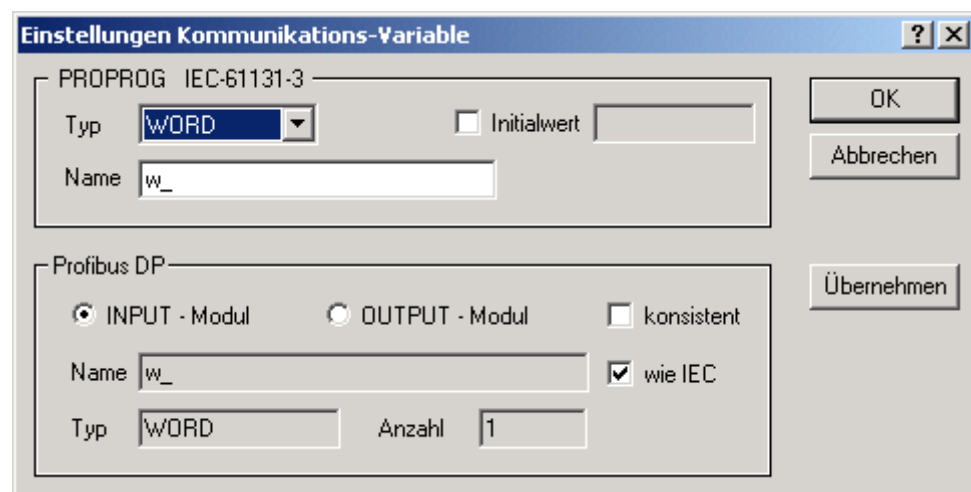 Einstellungen Kommunikations-Variable
PROPROG IEC-61131-3
Typ WORD Initialwert
Name w_
OK
Abbrechen
Profibus DP
INPUT - Modul OUTPUT - Modul konsistent
Name w_ wie IEC
Typ WORD Anzahl 1
Übernehmen